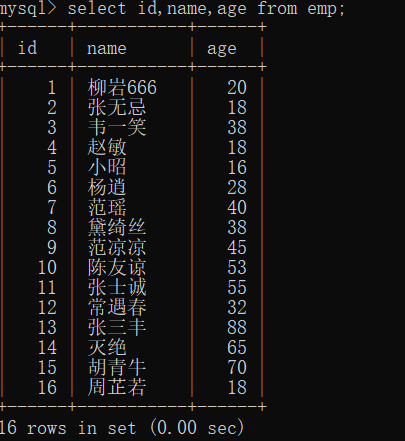 mysql> select id,name,age from emp;
+------+-----------+------+
| id | name | age |
+------+-----------+------+
| 1 | 柳岩666 | 20 |
| 2 | 张无忌 | 18 |
| 3 | 韦一笑 | 38 |
| 4 | 赵敏 | 18 |
| 5 | 小昭 | 16 |
| 6 | 杨逍 | 28 |
| 7 | 范瑶 | 40 |
| 8 | 黛绮丝 | 38 |
| 9 | 范凉凉 | 45 |
| 10 | 陈友谅 | 53 |
| 11 | 张士诚 | 55 |
| 12 | 常遇春 | 32 |
| 13 | 张三丰 | 88 |
| 14 | 灭绝 | 65 |
| 15 | 胡青牛 | 70 |
| 16 | 周芷若 | 18 |
+------+-----------+------+
16 rows in set (0.00 sec)